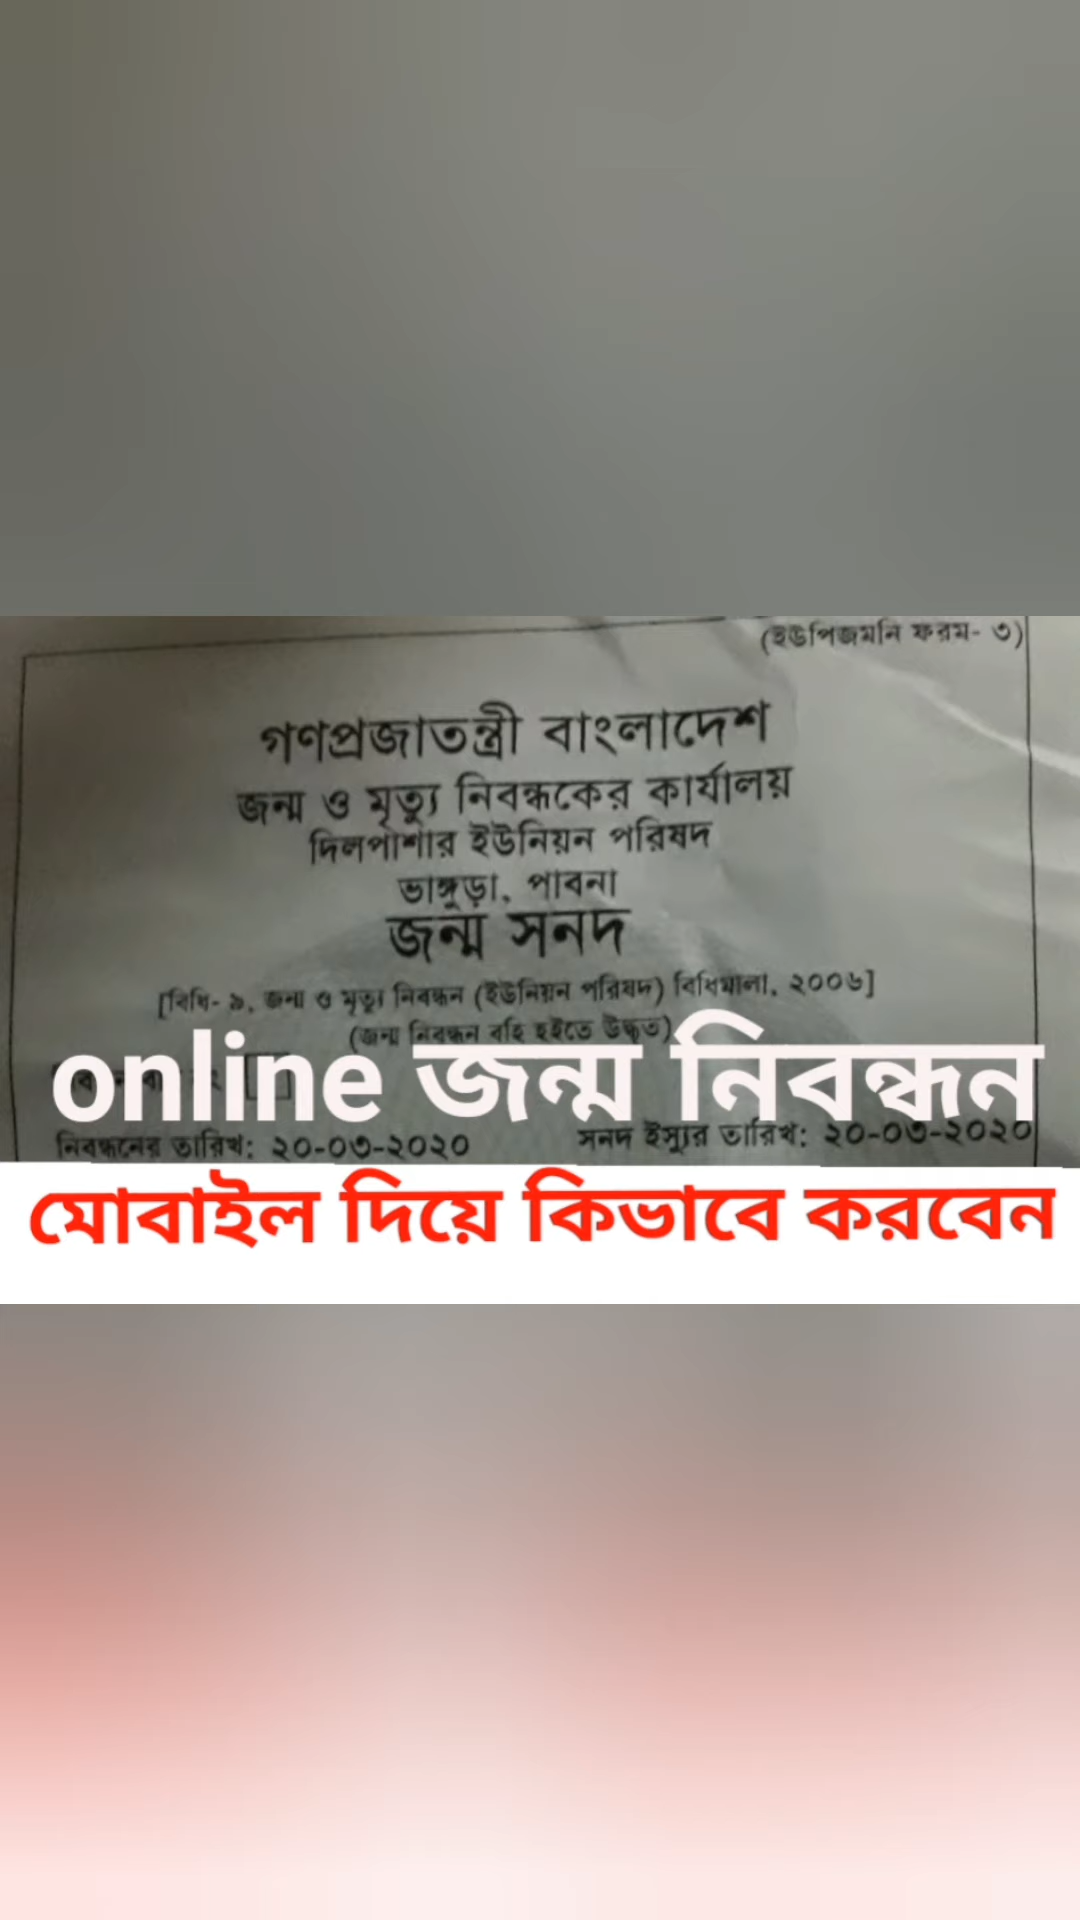 (ইউপিজমনি ফরম- ৩)
গণপ্রজাতন্ত্রী বাংলাদেশ
জন্ম ও মৃত্যু নিবন্ধকের কার্যালয়
দিলপাশার ইউনিয়ন পরিষদ
ভাঙ্গুড়া, পাবনা
জন্ম সনদ
[বিধি- ৯, জন্ম ও মৃত্যু নিবন্ধন (ইউনিয়ন পরিষদ) বিধিমালা, ২০০৬]
(জন্ম নিবন্ধন বহি হইতে উদ্ধৃত)
online জন্ম নিবন্ধন
নিবন্ধনের তারিখ: ২০-০৩-২০২০ সনদ ইস্যুর তারিখ: ২০-০৩-২০২০
মোবাইল দিয়ে কিভাবে করবেন